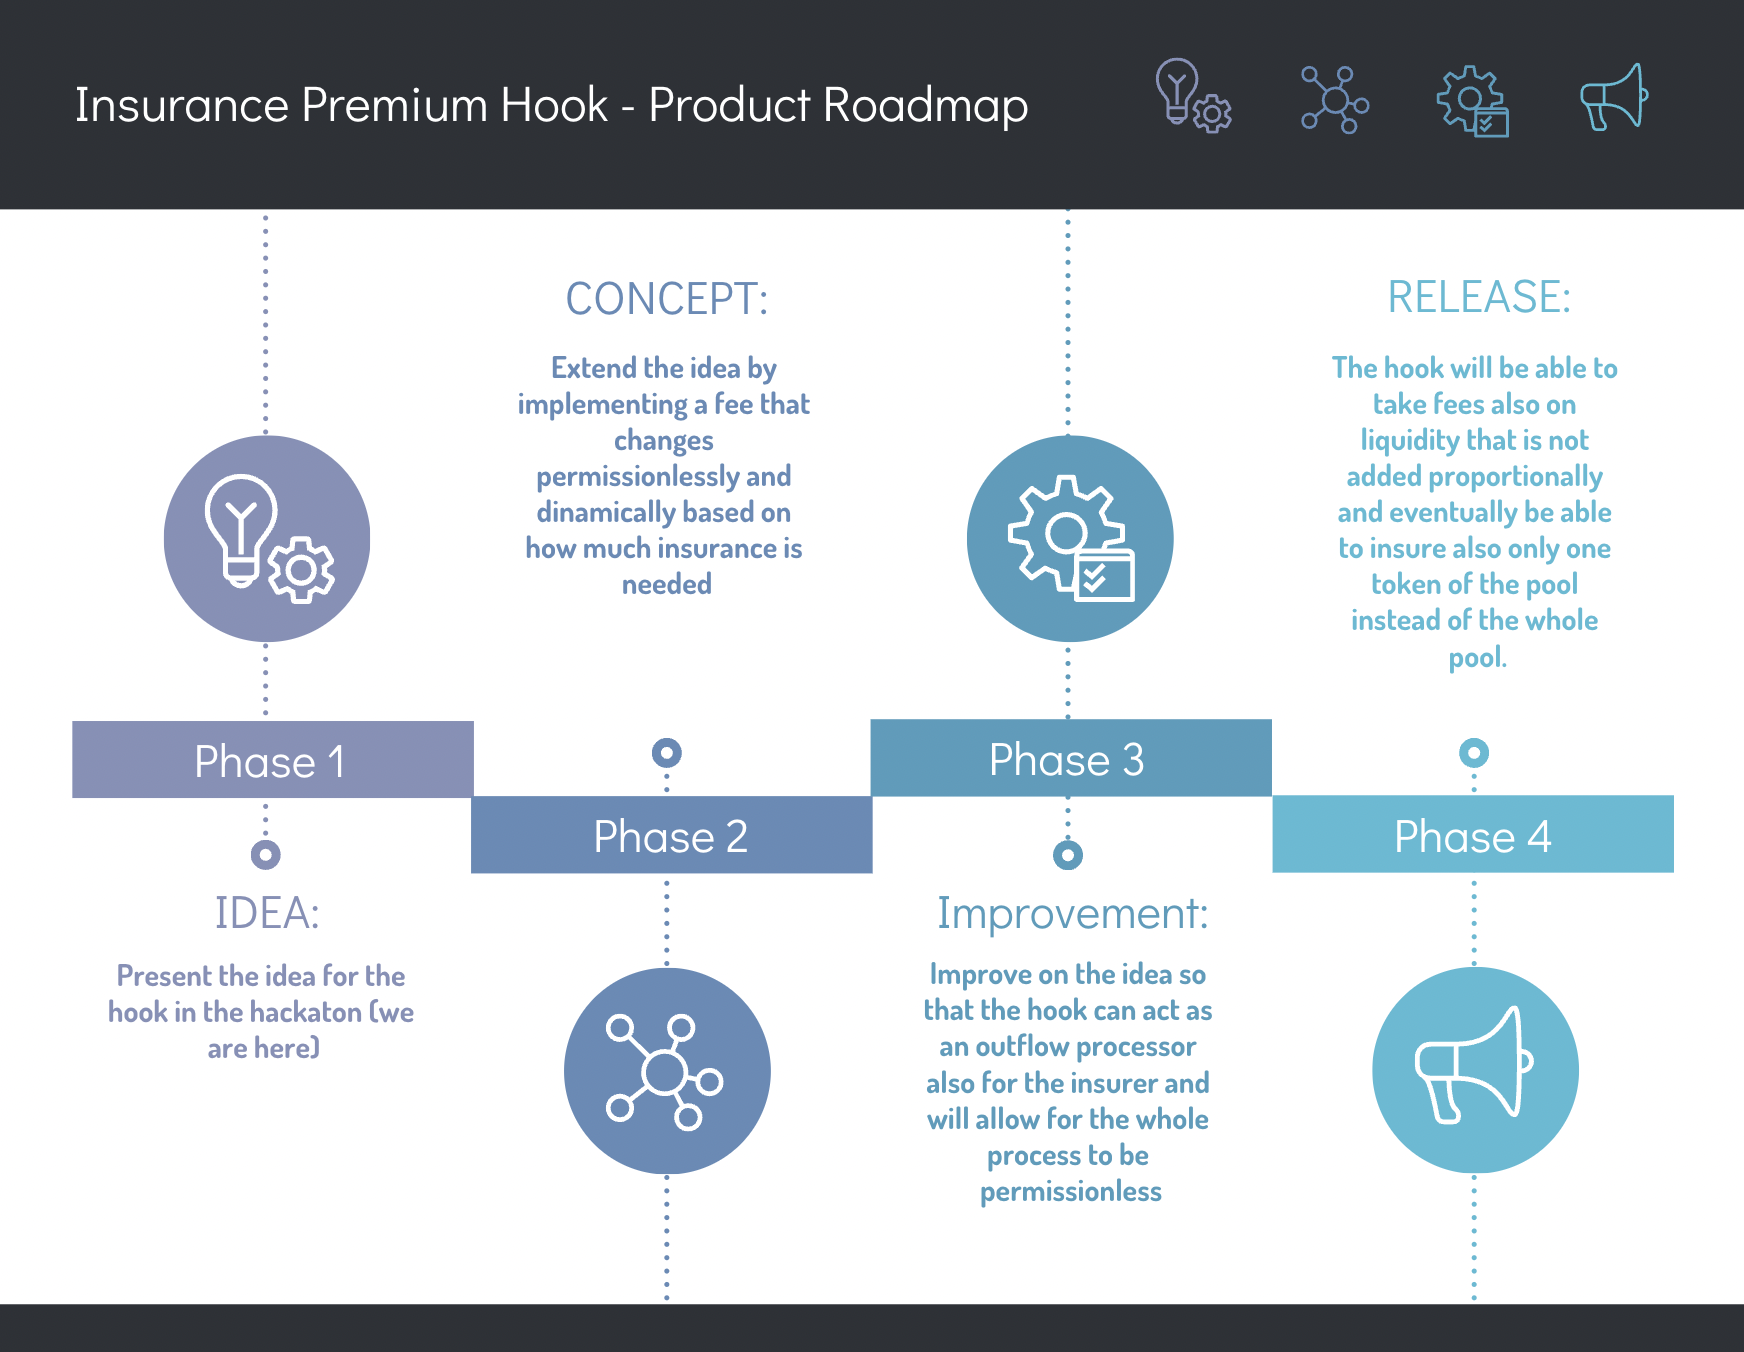 Insurance Premium Hook - Product Roadmap
Phase 1
IDEA:
Present the idea for the
hook in the hackaton (we
are here)
CONCEPT:
Extend the idea by
implementing a fee that
changes
permissionlessly and
dinamically based on
how much insurance is
needed
Phase 2
Phase 3
Improvement:
Improve on the idea so
that the hook can act as
an outflow processor
also for the insurer and
will allow for the whole
process to be
permissionless
RELEASE:
The hook will be able to
take fees also on
liquidity that is not
added proportionally
and eventually be able
to insure also only one
token of the pool
instead of the whole
pool.
Phase 4